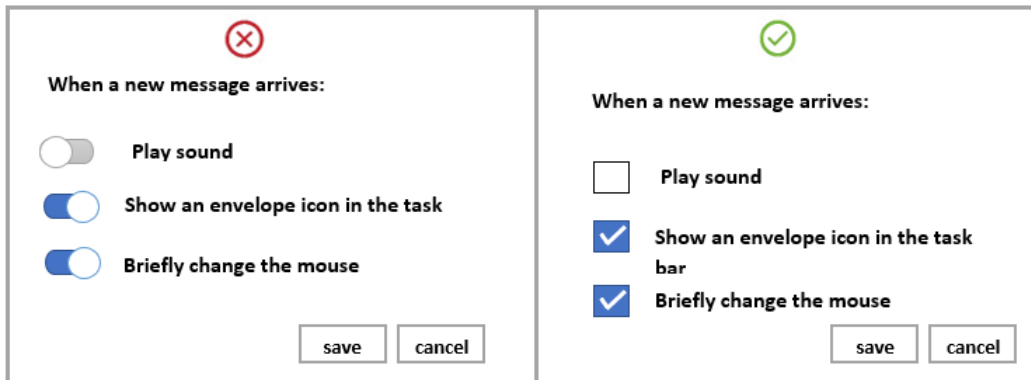 When a new message arrives:
Play sound
Show an envelope icon in the task
Briefly change the mouse
save cancel
When a new message arrives:
Play sound
Show an envelope icon in the task
bar
Briefly change the mouse
save cancel